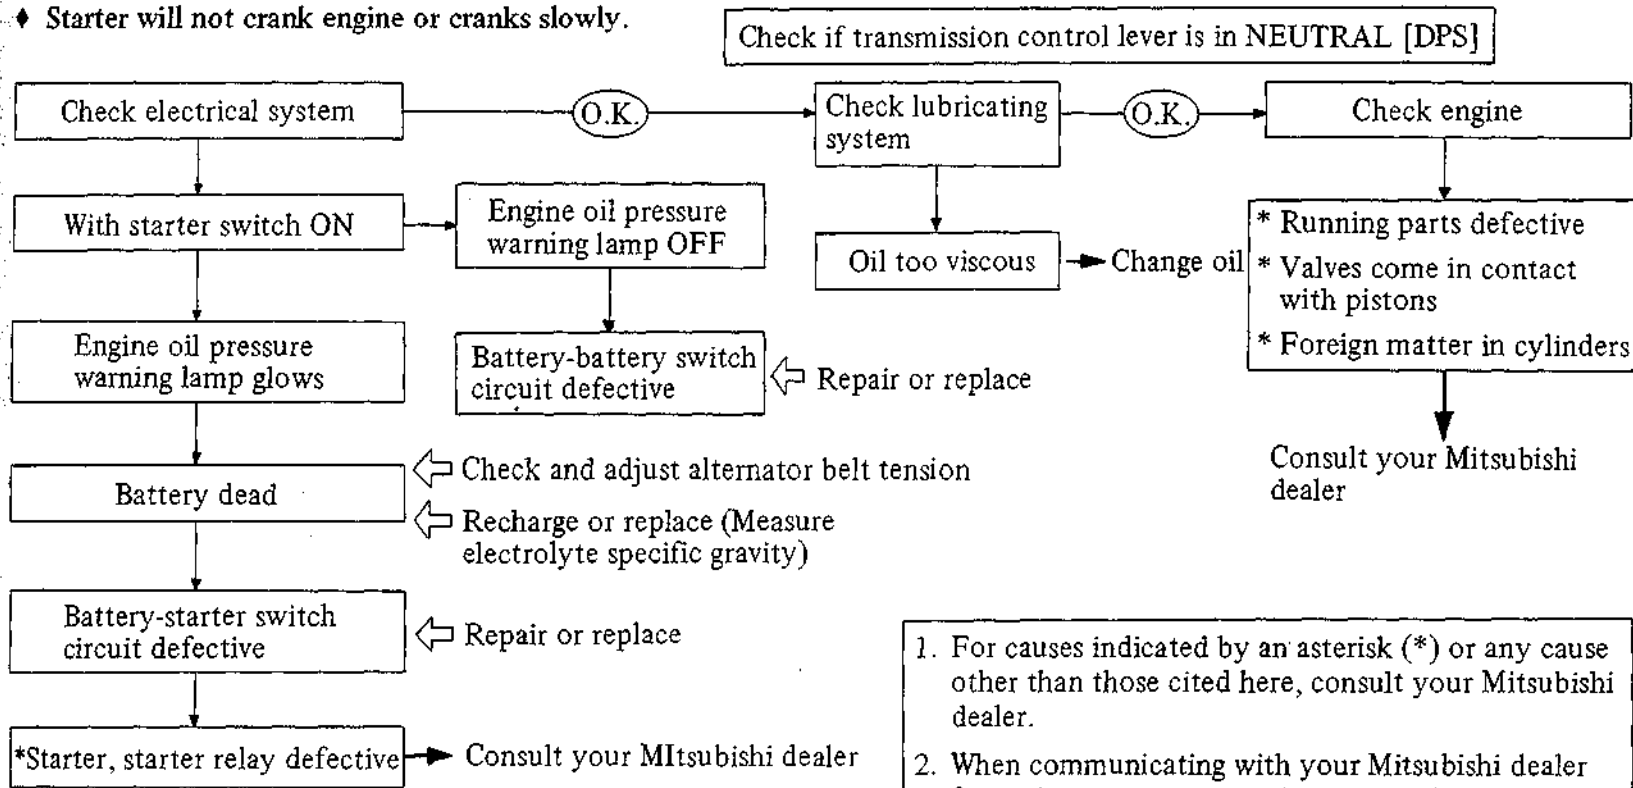 ♦ Starter will not crank engine or cranks slowly.
Check if transmission control lever is in NEUTRAL [DPS]
Check electrical system
O.K.
Check lubricating
system
O.K.
Check engine
With starter switch ON
Engine oil pressure
warning lamp OFF
Oil too viscous
Change oil
* Running parts defective
* Valves come in contact
with pistons
* Foreign matter in cylinders
Engine oil pressure
warning lamp glows
Battery-battery switch
circuit defective
Repair or replace
Consult your Mitsubishi
dealer
Battery dead
Check and adjust alternator belt tension
Recharge or replace (Measure
electrolyte specific gravity)
Battery-starter switch
circuit defective
Repair or replace
*Starter, starter relay defective
Consult your MItsubishi dealer
1. For causes indicated by an asterisk (*) or any cause
other than those cited here, consult your Mitsubishi
dealer.
2. When communicating with your Mitsubishi dealer